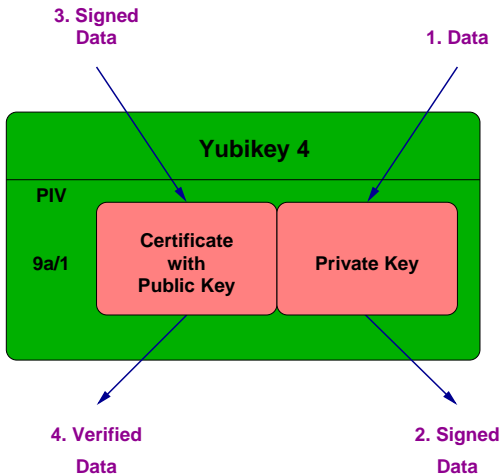 3. Signed
Data
1. Data
Yubikey 4
PIV
9a/1
Certificate
with
Public Key
Private Key
4. Verified
Data
2. Signed
Data